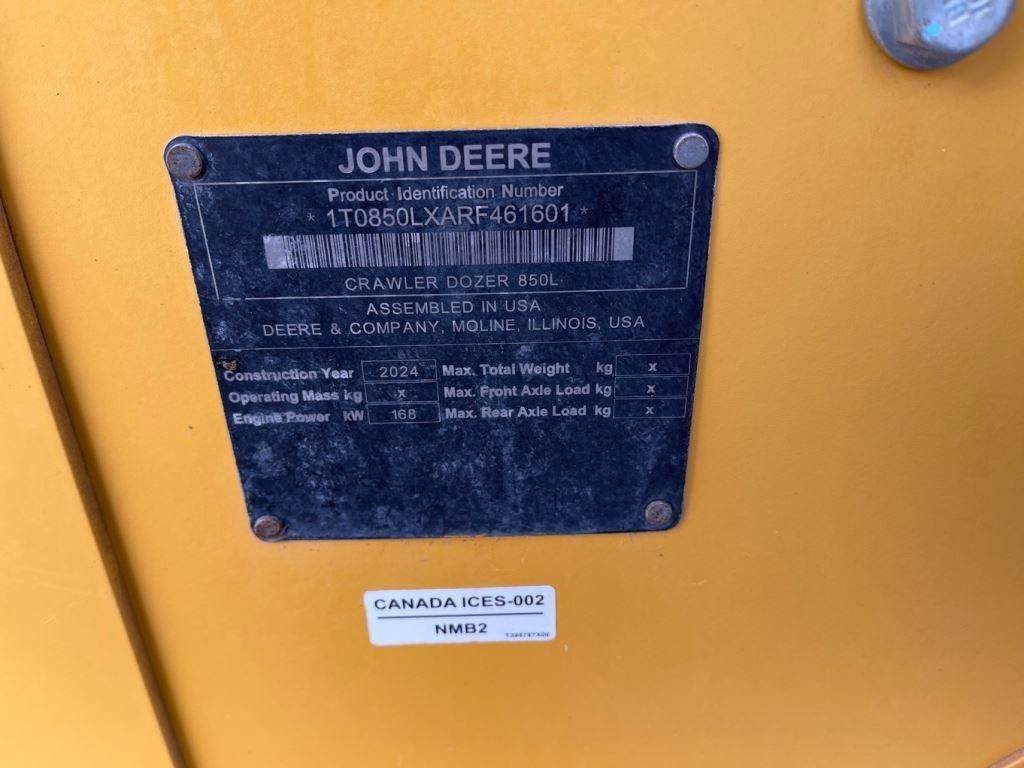 JOHN DEERE
Product Identification Number
* 1T0850LXARF461601 *
CRAWLER DOZER 850L
ASSEMBLED IN USA
DEERE & COMPANY, MOLINE, ILLINOIS, USA
Construction Year 2024 Max. Total Weight kg x
Operating Mass kg x Max. Front Axle Load kg x
Engine Power kW 168 Max. Rear Axle Load kg x
CANADA ICES-002
NMB2